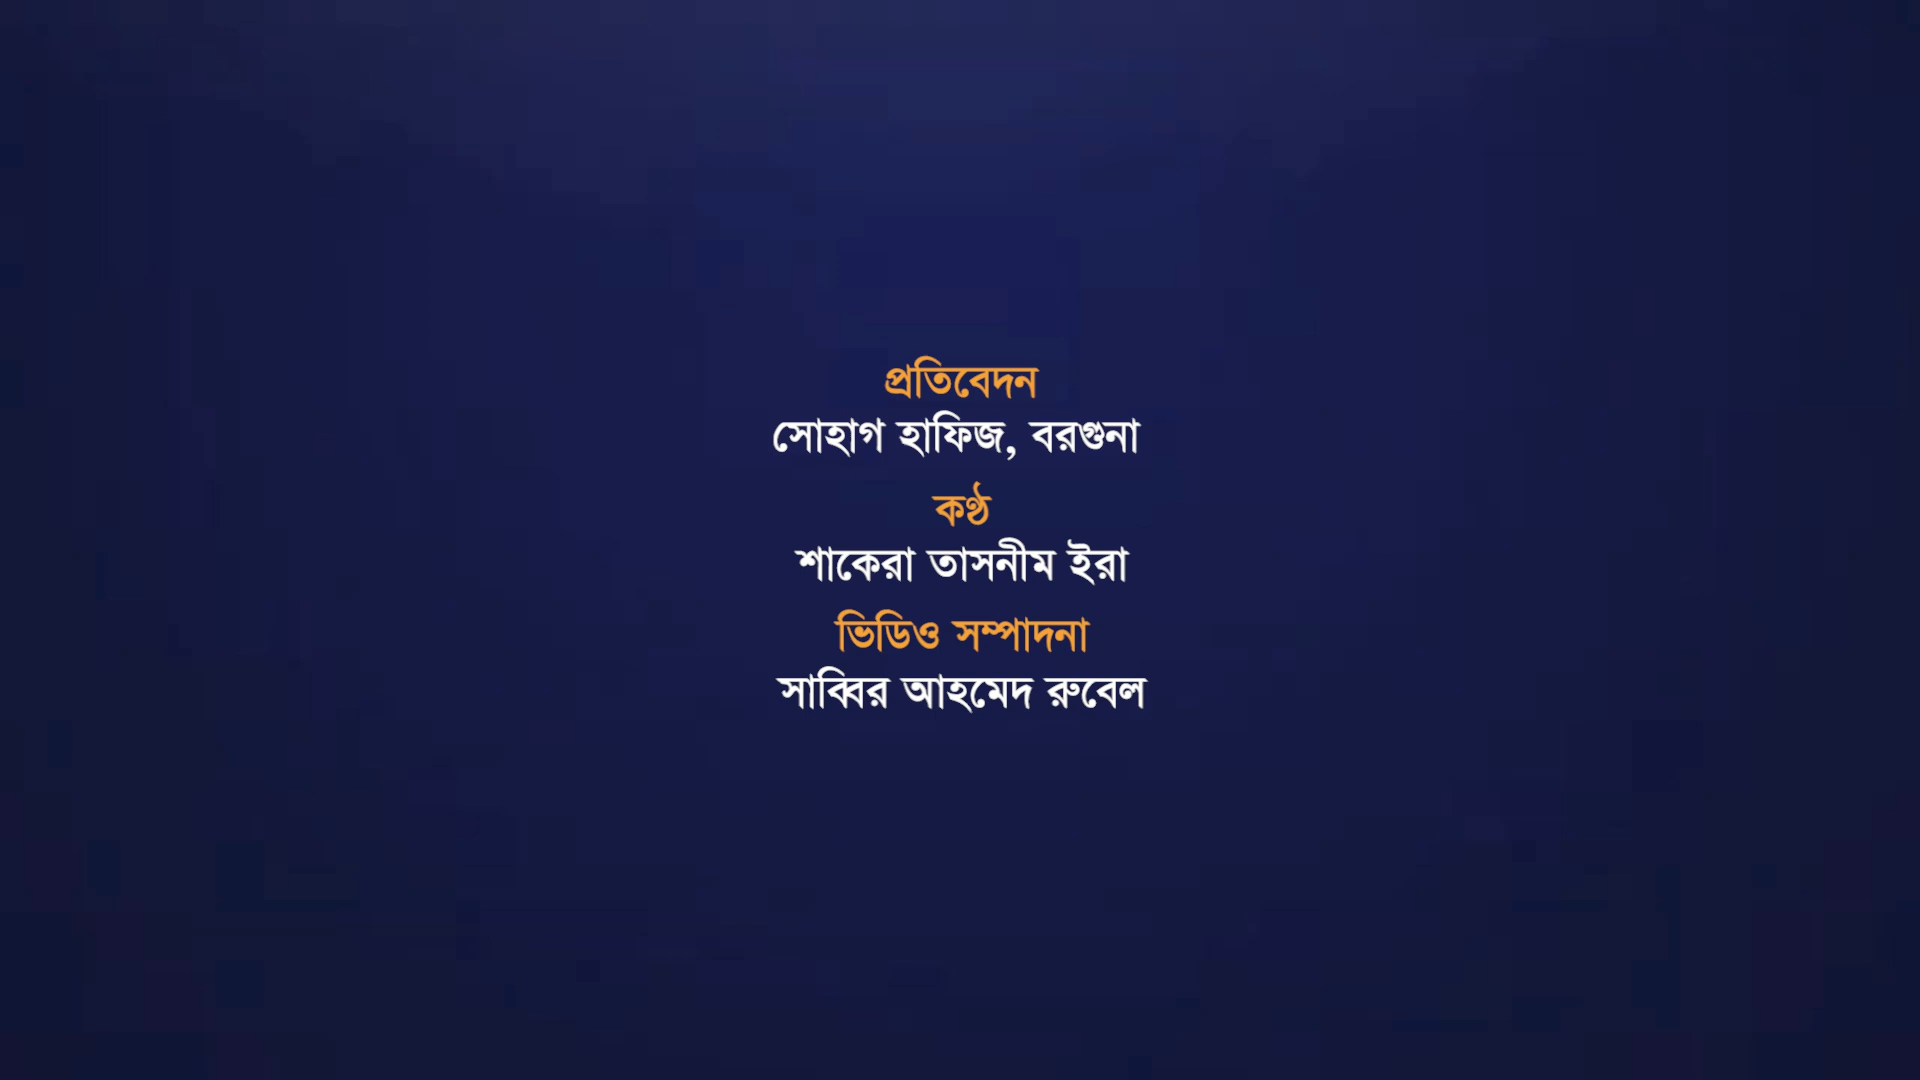 প্রতিবেদন
সোহাগ হাফিজ, বরগুনা
কণ্ঠ
শাকেরা তাসনীম ইরা
ভিডিও সম্পাদনা
সাব্বির আহমেদ রুবেল